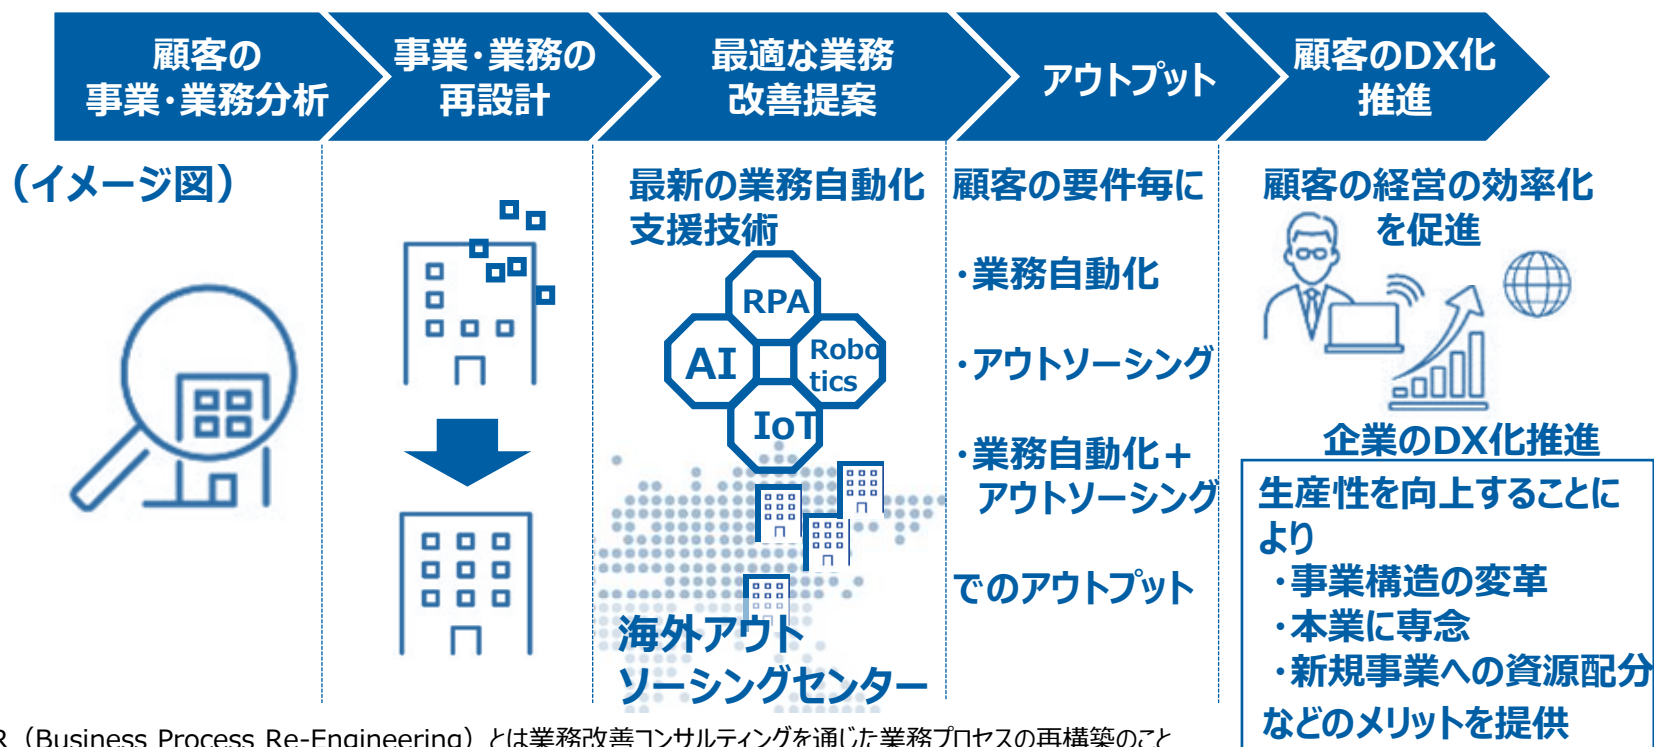 顧客の
事業・業務分析
事業・業務の
再設計
最適な業務
改善提案
アウトプット
顧客のDX化
推進
（イメージ図）
最新の業務自動化
支援技術
RPA
AI
Robo
tics
IoT
海外アウト
ソーシングセンター
顧客の要件毎に
・業務自動化
・アウトソーシング
・業務自動化＋
アウトソーシング
でのアウトプット
顧客の経営の効率化
を促進
企業のDX化推進
生産性を向上することに
より
・事業構造の変革
・本業に専念
・新規事業への資源配分
などのメリットを提供
R（Business Process Re-Engineering）とは業務改善コンサルティングを通じた業務プロセスの再構築のこと